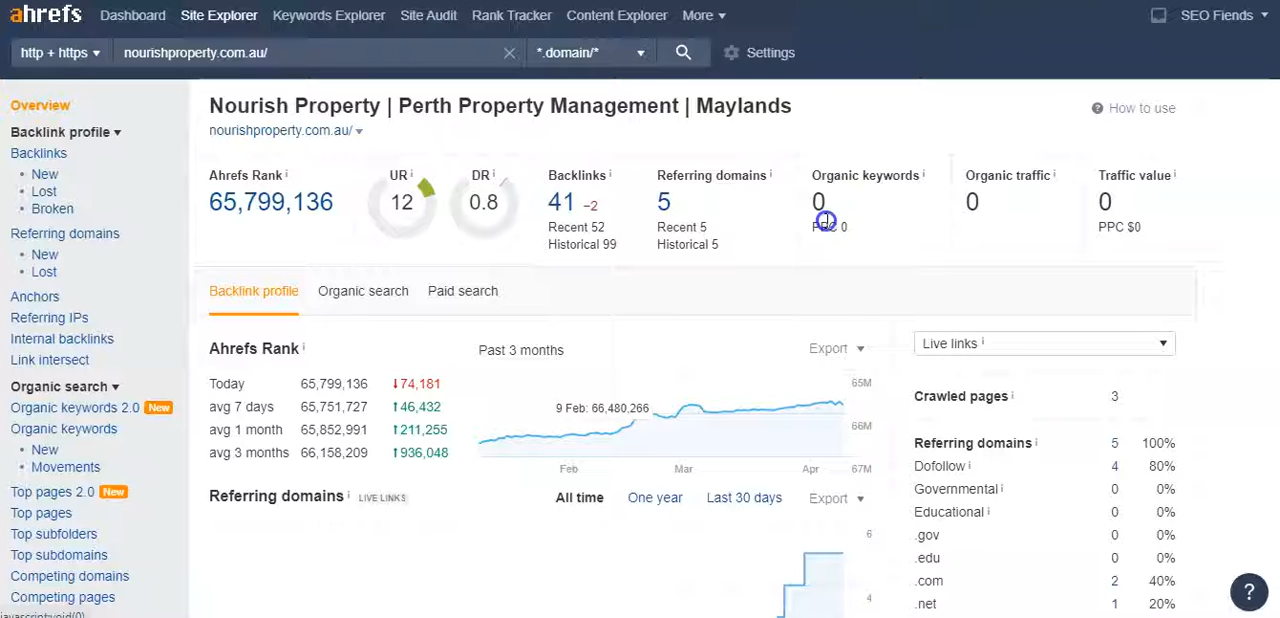 ahrefs Dashboard Site Explorer Keywords Explorer Site Audit Rank Tracker Content Explorer More SEO Fiends
http + https nourishproperty.com.au/ *.domain/* Settings
Overview
Backlink profile
Backlinks
New
Lost
Broken
Referring domains
New
Lost
Anchors
Referring IPs
Internal backlinks
Link intersect
Organic search
Organic keywords 2.0 New
Organic keywords
New
Movements
Top pages 2.0 New
Top pages
Top subfolders
Top subdomains
Competing domains
Competing pages
javascript:void(0)
Nourish Property | Perth Property Management | Maylands
How to use
nourishproperty.com.au/
Ahrefs Rank i UR i DR i Backlinks i Referring domains i Organic keywords i Organic traffic i Traffic value i
65,799,136 12 0.8 41 –2 5 0 0 0
Recent 52 Recent 5 PPC 0 PPC $0
Historical 99 Historical 5
Backlink profile Organic search Paid search
Ahrefs Rank i Past 3 months Export
Today 65,799,136 ↓74,181
avg 7 days 65,751,727 ↑46,432
avg 1 month 65,852,991 ↑211,255
avg 3 months 66,158,209 ↑936,048
9 Feb: 66,480,266
65M
66M
67M
Feb Mar Apr
Referring domains i LIVE LINKS All time One year Last 30 days Export
6
4
Live links i
Crawled pages i 3
Referring domains i 5 100%
Dofollow i 4 80%
Governmental i 0 0%
Educational i 0 0%
.gov 0 0%
.edu 0 0%
.com 2 40%
.net 1 20%
?